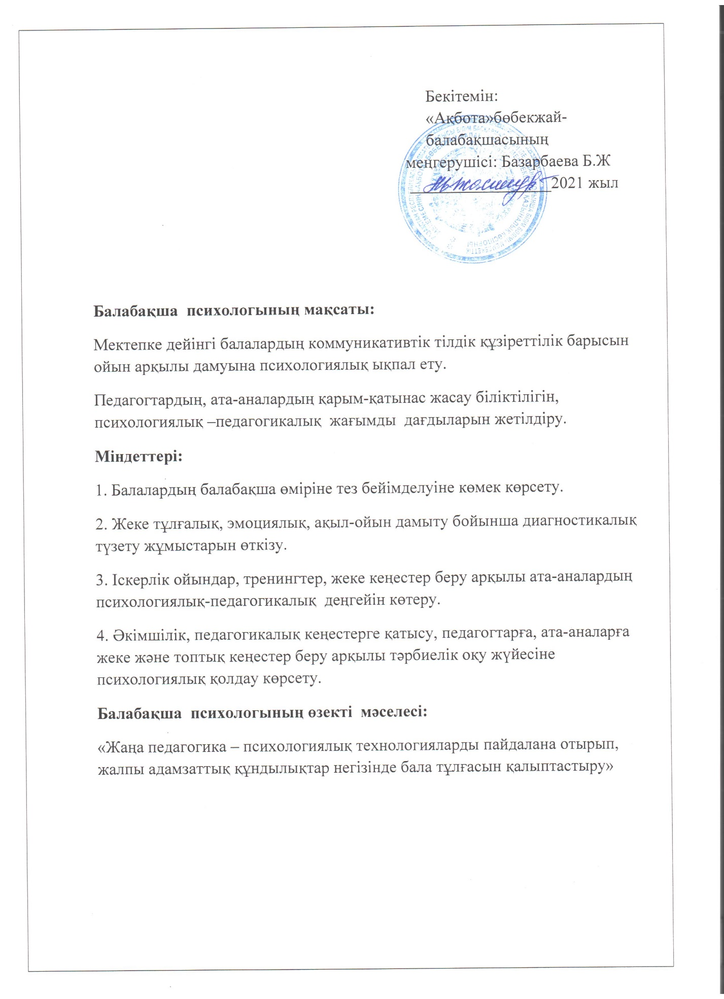 Бекітемін:
«Ақбота»бөбекжай-
балабақшасының
меңгерушісі: Базарбаева Б.Ж
2021 жыл
Балабақша психологының мақсаты:
Мектепке дейінгі балалардың коммуникативтік тілдік құзіреттілік барысын
ойын арқылы дамуына психологиялық ықпал ету.
Педагогтардың, ата-аналардың қарым-қатынас жасау біліктілігін,
психологиялық –педагогикалық жағымды дағдыларын жетілдіру.
Міндеттері:
1. Балалардың балабақша өміріне тез бейімделуіне көмек көрсету.
2. Жеке тұлғалық, эмоциялық, ақыл-ойын дамыту бойынша диагностикалық
түзету жұмыстарын өткізу.
3. Іскерлік ойындар, тренингтер, жеке кеңестер беру арқылы ата-аналардың
психологиялық-педагогикалық деңгейін көтеру.
4. Әкімшілік, педагогикалық кеңестерге қатысу, педагогтарға, ата-аналарға
жеке және топтық кеңестер беру арқылы тәрбиелік оқу жүйесіне
психологиялық қолдау көрсету.
Балабақша психологының өзекті мәселесі:
«Жаңа педагогика – психологиялық технологияларды пайдалана отырып,
жалпы адамзаттық құндылықтар негізінде бала тұлғасын қалыптастыру»